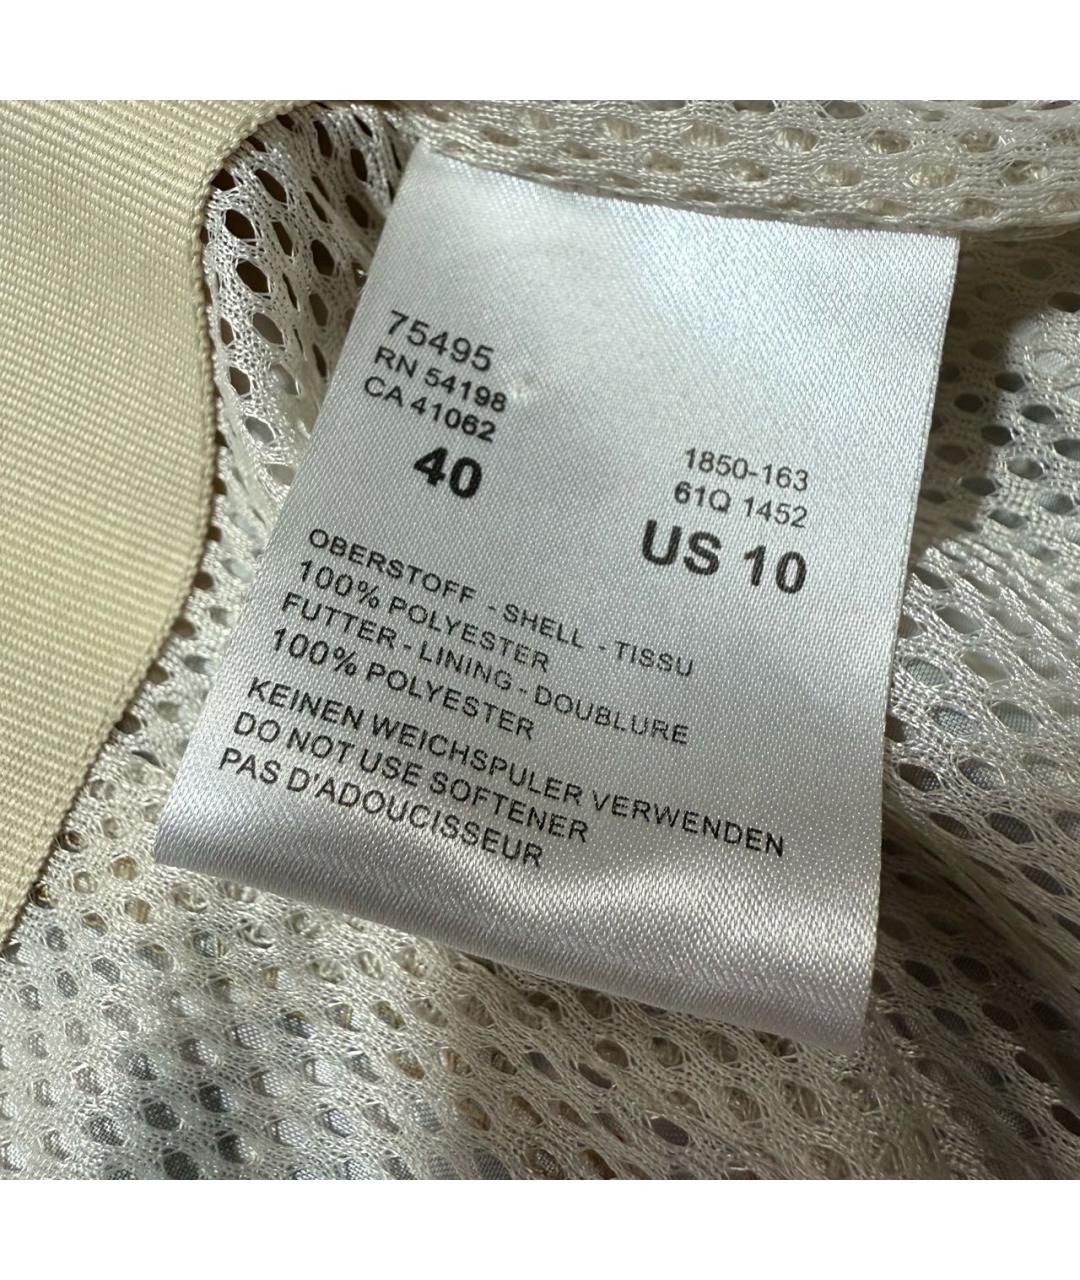 75495
RN 54198
CA 41062
40
1850-163
61Q 1452
US 10
OBERSTOFF - SHELL - TISSU
100% POLYESTER
FUTTER - LINING - DOUBLURE
100% POLYESTER
KEINEN WEICHSPULER VERWENDEN
DO NOT USE SOFTENER
PAS D'ADOUCISSEUR